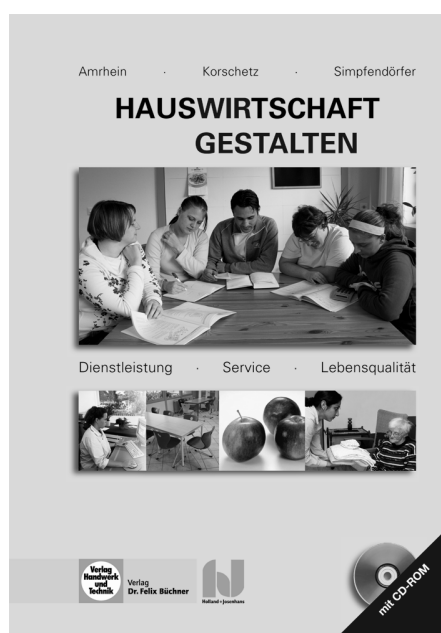 Amrhein · Korschetz · Simpfendörfer
HAUSWIRTSCHAFT
GESTALTEN
Dienstleistung · Service · Lebensqualität
Verlag
Handwerk
und
Technik
Verlag
Dr. Felix Büchner
Holland + Josenhans
mit CD-ROM